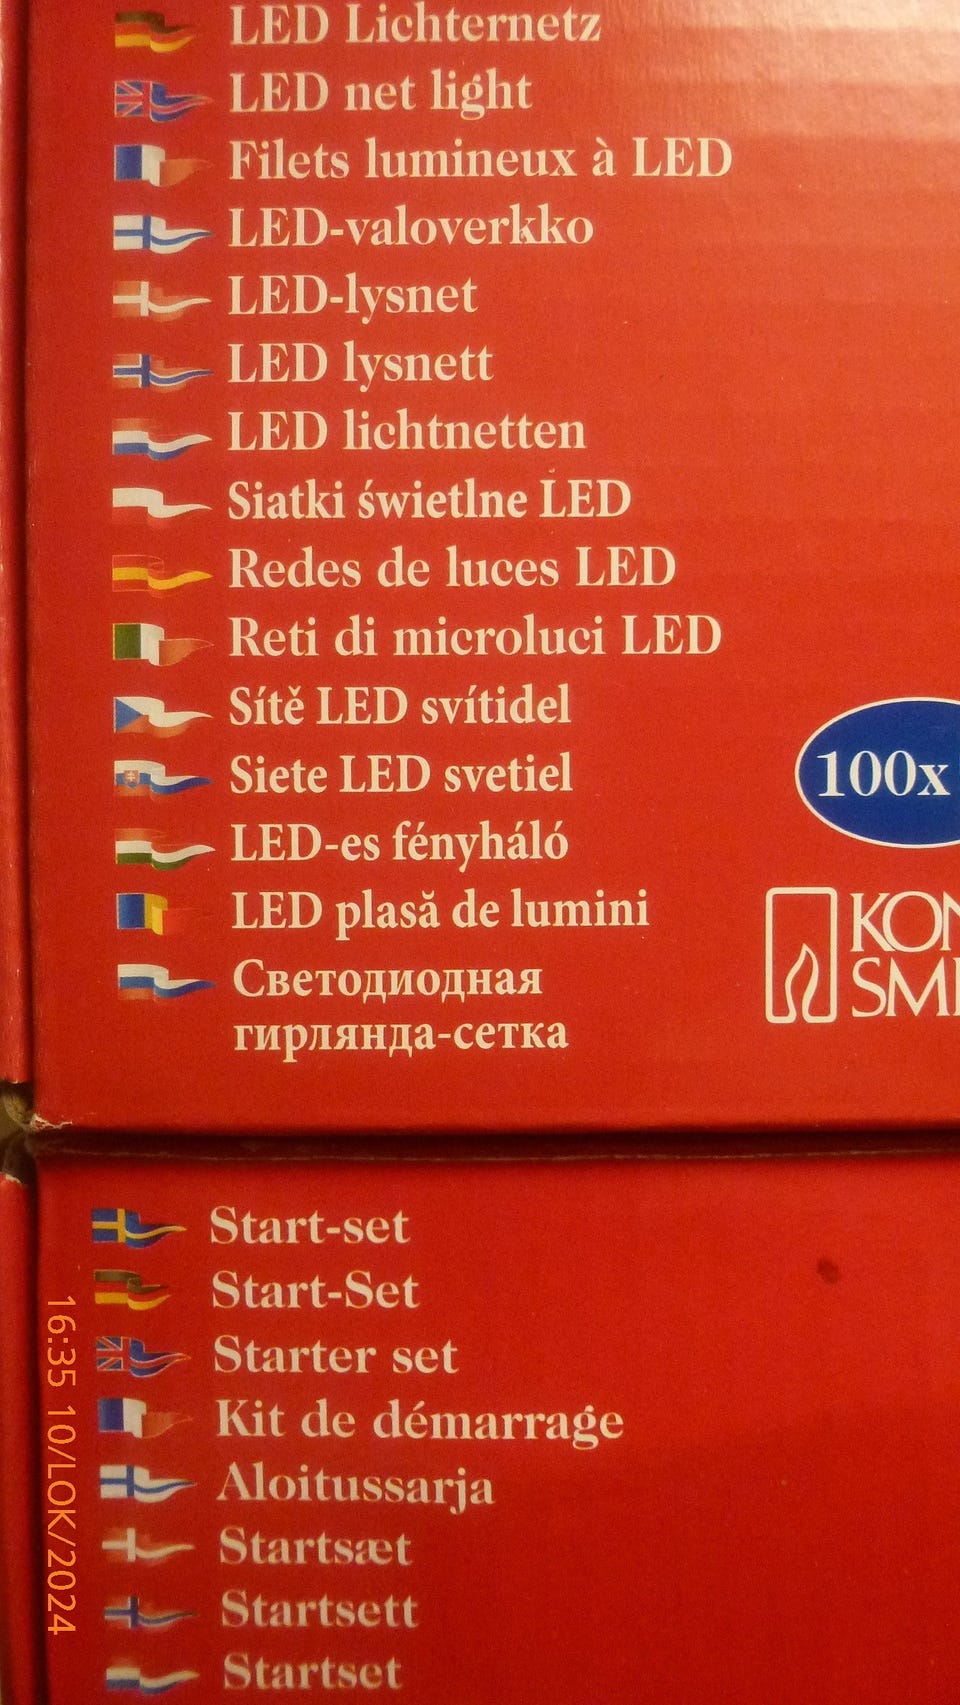 LED Lichternetz
LED net light
Filets lumineux à LED
LED-valoverkko
LED-lysnet
LED lysnett
LED lichtnetten
Siatki świetlne LED
Redes de luces LED
Reti di microluci LED
Sítě LED svítidel
Siete LED svetiel
LED-es fényháló
LED plasă de lumini
Светодиодная
гирлянда-сетка
100x
KON
SMI
Start-set
Start-Set
Starter set
Kit de démarrage
Aloitussarja
Startsæt
Startsett
Startset
16:35 10/LOK/2024